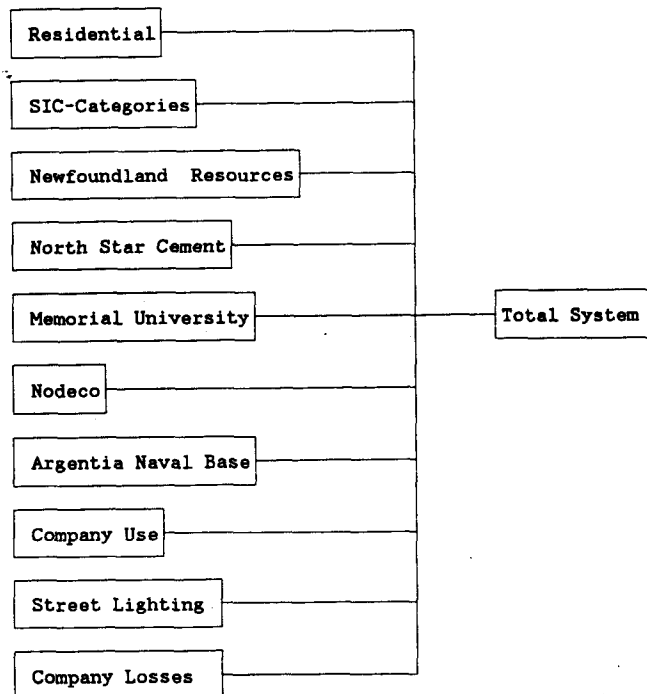 Residential
SIC-Categories
Newfoundland Resources
North Star Cement
Memorial University
Total System
Nodeco
Argentia Naval Base
Company Use
Street Lighting
Company Losses